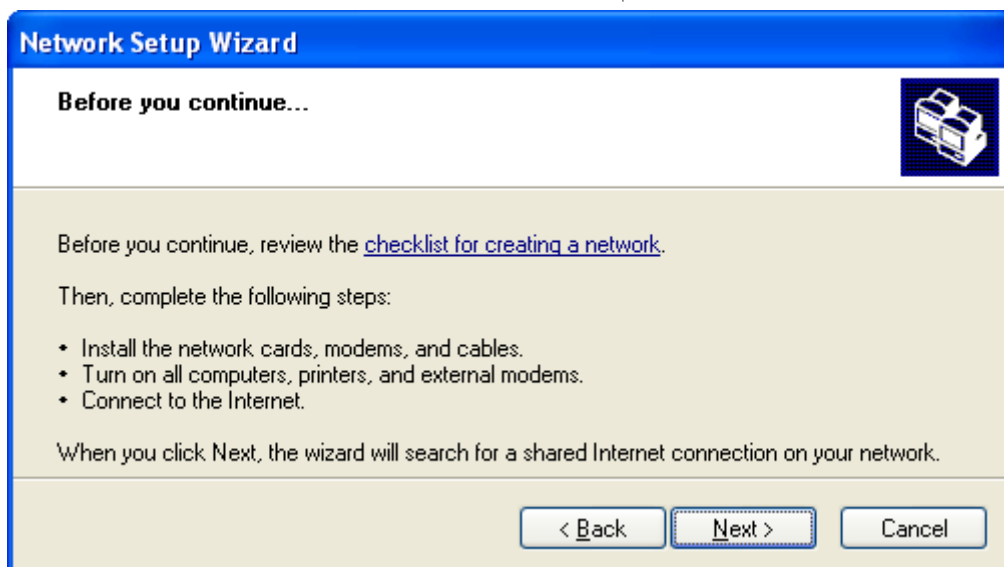 Network Setup Wizard
Before you continue...
Before you continue, review the checklist for creating a network.
Then, complete the following steps:
• Install the network cards, modems, and cables.
• Turn on all computers, printers, and external modems.
• Connect to the Internet.
When you click Next, the wizard will search for a shared Internet connection on your network.
< Back Next > Cancel